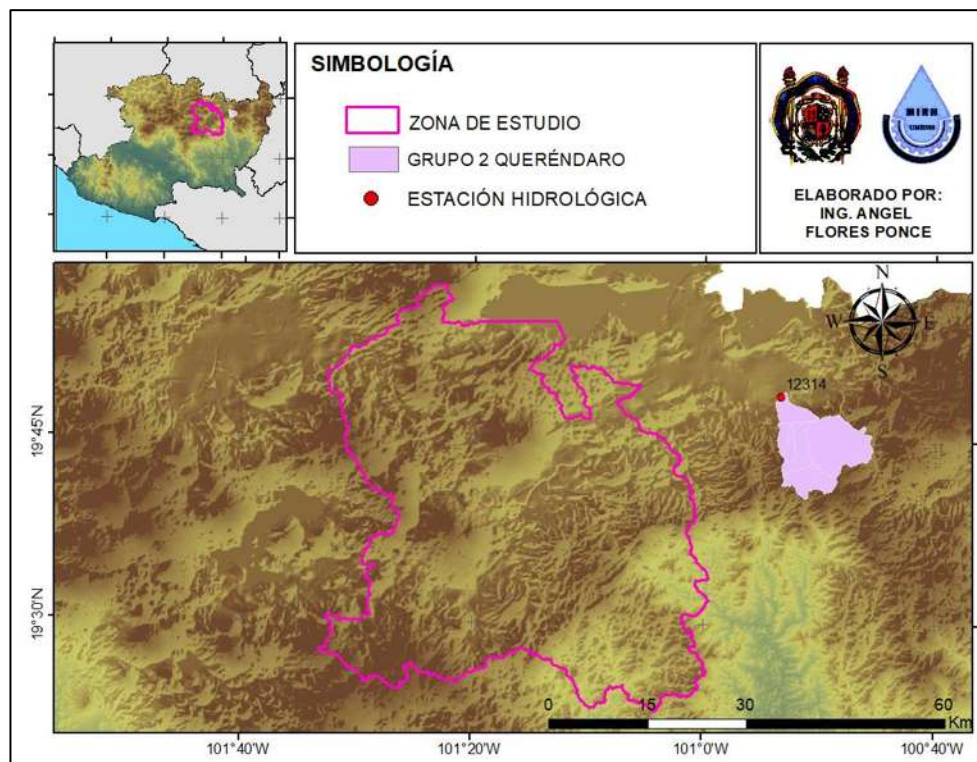 SIMBOLOGÍA
ZONA DE ESTUDIO
GRUPO 2 QUERÉNDARO
ESTACIÓN HIDROLÓGICA
ELABORADO POR:
ING. ANGEL
FLORES PONCE
N
W
E
S
12314
19°45'N
19°30'N
0
15
30
60
Km
101°40'W
101°20'W
101°0'W
100°40'W